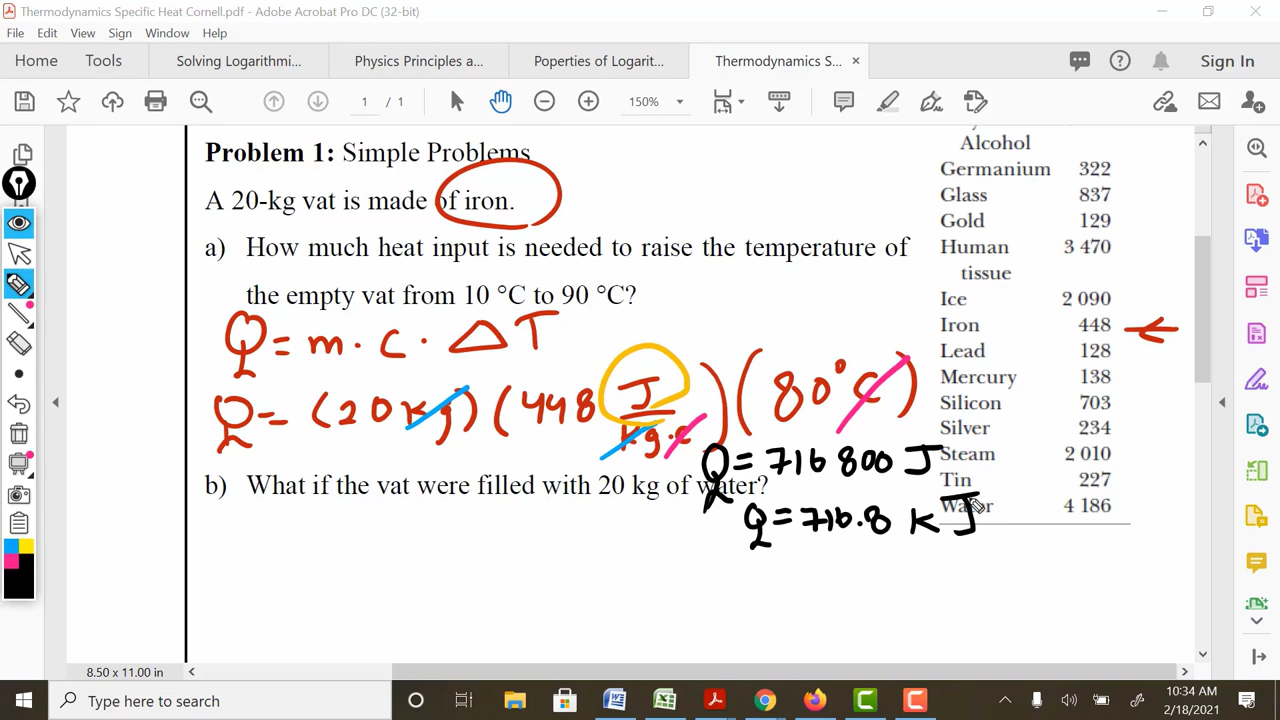 Thermodynamics Specific Heat Cornell.pdf - Adobe Acrobat Pro DC (32-bit)
File Edit View Sign Window Help
Home Tools Solving Logarithmi... Physics Principles a... Poperties of Logarit... Thermodynamics S... × Sign In
1 / 1 150%
Problem 1: Simple Problems
A 20-kg vat is made of iron.
a) How much heat input is needed to raise the temperature of
the empty vat from 10 °C to 90 °C?
Q = m · c · Δ T
Q = (20 kg) (448 J/kg·c) (80°C)
Q = 716 800 J
b) What if the vat were filled with 20 kg of water?
Q = 716.8 kJ
Alcohol
Germanium 322
Glass 837
Gold 129
Human 3 470
tissue
Ice 2 090
Iron 448
Lead 128
Mercury 138
Silicon 703
Silver 234
Steam 2 010
Tin 227
Water 4 186
8.50 x 11.00 in
Type here to search
10:34 AM
2/18/2021